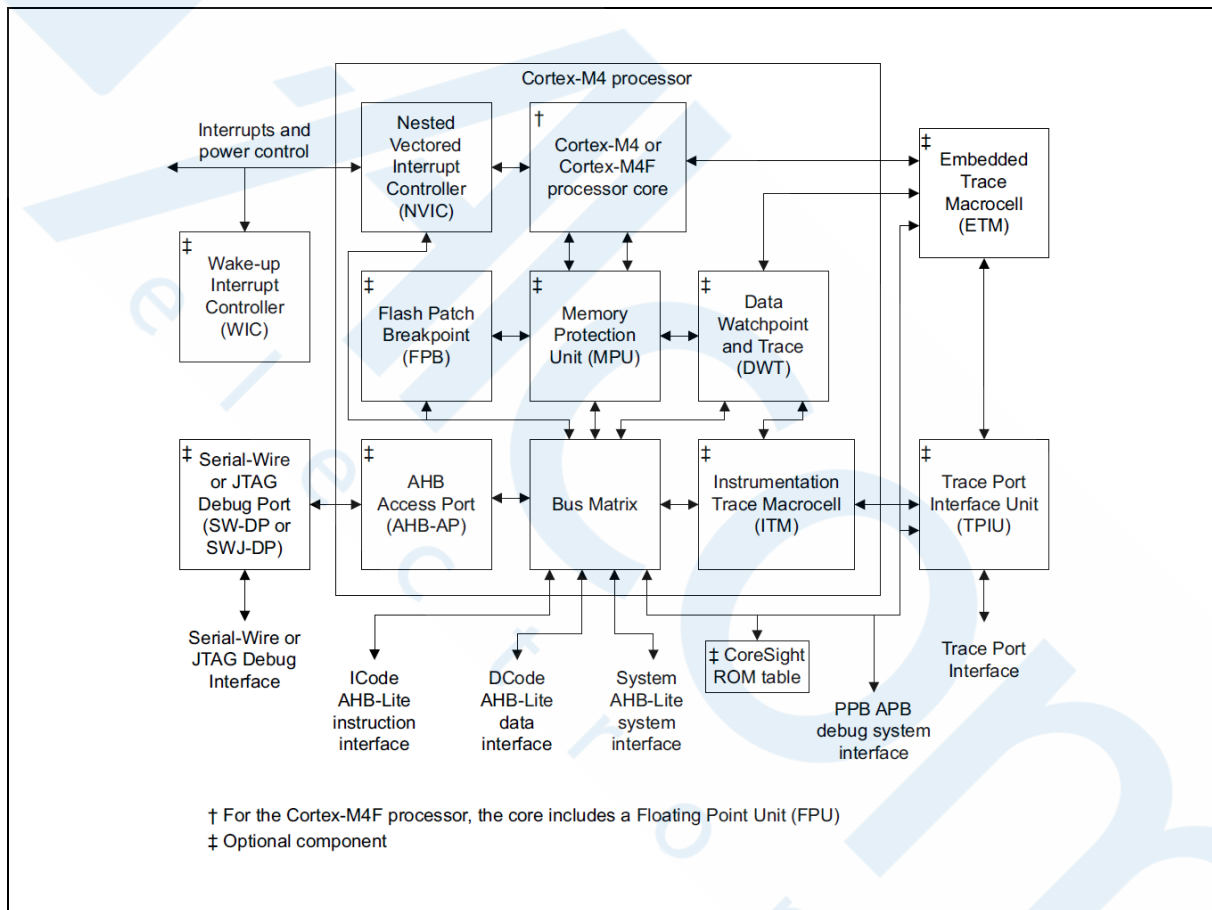 Cortex-M4 processor
Interrupts and
power control
Nested
Vectored
Interrupt
Controller
(NVIC)
†
Cortex-M4 or
Cortex-M4F
processor core
‡
Embedded
Trace
Macrocell
(ETM)
‡
Wake-up
Interrupt
Controller
(WIC)
‡
Flash Patch
Breakpoint
(FPB)
‡
Memory
Protection
Unit (MPU)
‡
Data
Watchpoint
and Trace
(DWT)
‡
Serial-Wire
or JTAG
Debug Port
(SW-DP or
SWJ-DP)
‡
AHB
Access Port
(AHB-AP)
Bus Matrix
‡
Instrumentation
Trace Macrocell
(ITM)
‡
Trace Port
Interface Unit
(TPIU)
Serial-Wire or
JTAG Debug
Interface
ICode
AHB-Lite
instruction
interface
DCode
AHB-Lite
data
interface
System
AHB-Lite
system
interface
‡ CoreSight
ROM table
PPB APB
debug system
interface
Trace Port
Interface
† For the Cortex-M4F processor, the core includes a Floating Point Unit (FPU)
‡ Optional component